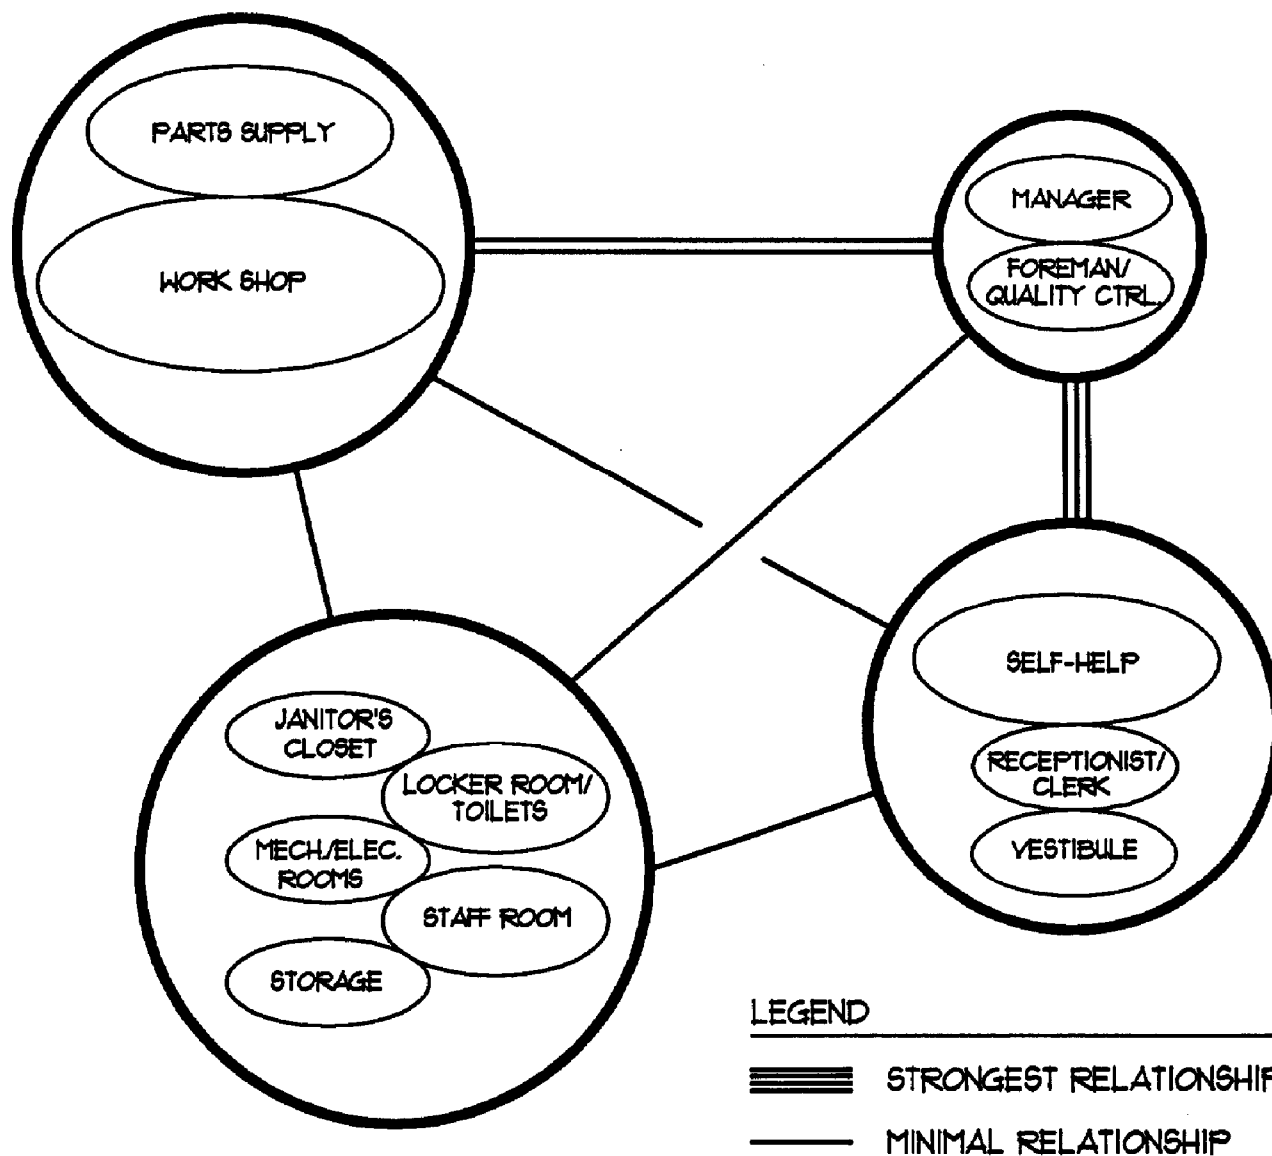 PARTS SUPPLY
WORK SHOP
MANAGER
FOREMAN/
QUALITY CTRL.
SELF-HELP
RECEPTIONIST/
CLERK
VESTIBULE
JANITOR'S
CLOSET
LOCKER ROOM/
TOILETS
MECH./ELEC.
ROOMS
STAFF ROOM
STORAGE
LEGEND
STRONGEST RELATIONSHIP
MINIMAL RELATIONSHIP